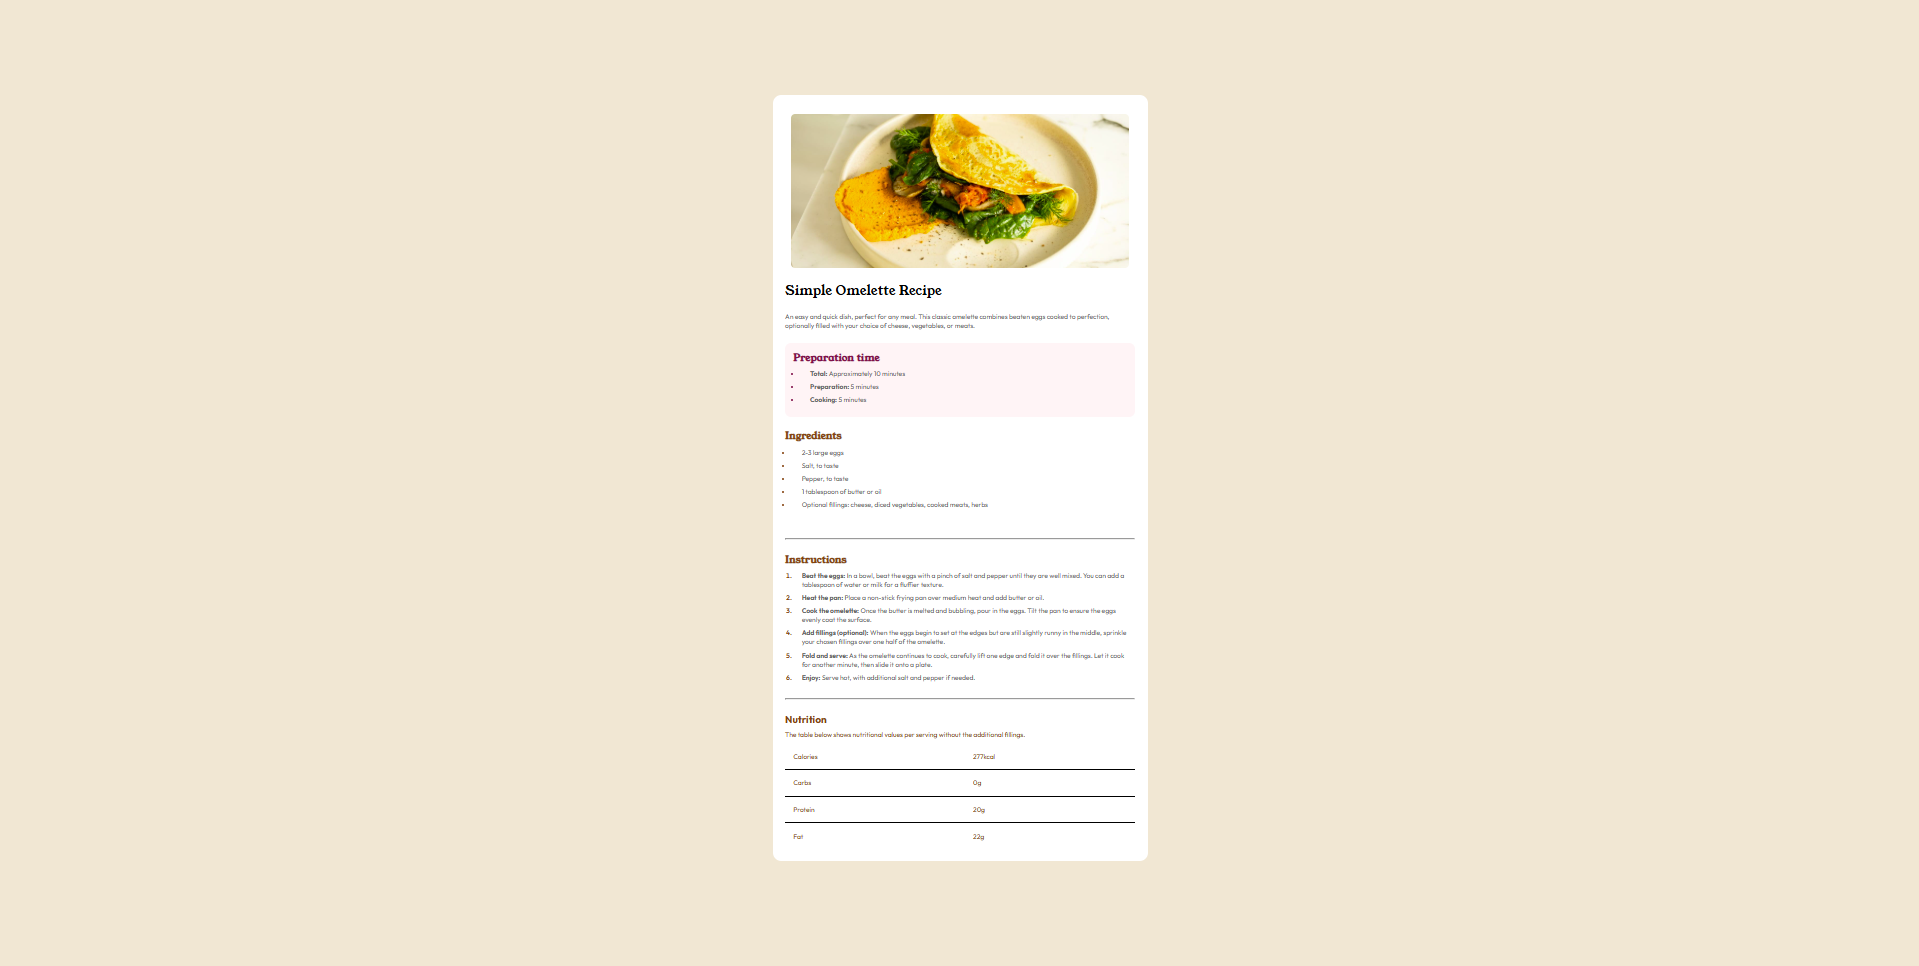 Simple Omelette Recipe
An easy and quick dish, perfect for any meal. This classic omelette combines beaten eggs cooked to perfection,
optionally filled with your choice of cheese, vegetables, or meats.
Preparation time
• Total: Approximately 10 minutes
• Preparation: 5 minutes
• Cooking: 5 minutes
Ingredients
• 2-3 large eggs
• Salt, to taste
• Pepper, to taste
• 1 tablespoon of butter or oil
• Optional fillings: cheese, diced vegetables, cooked meats, herbs
Instructions
1. Beat the eggs: In a bowl, beat the eggs with a pinch of salt and pepper until they are well mixed. You can add a
tablespoon of water or milk for a fluffier texture.
2. Heat the pan: Place a non-stick frying pan over medium heat and add butter or oil.
3. Cook the omelette: Once the butter is melted and bubbling, pour in the eggs. Tilt the pan to ensure the eggs
evenly coat the surface.
4. Add fillings (optional): When the eggs begin to set at the edges but are still slightly runny in the middle, sprinkle
your chosen fillings over one half of the omelette.
5. Fold and serve: As the omelette continues to cook, carefully lift one edge and fold it over the fillings. Let it cook
for another minute, then slide it onto a plate.
6. Enjoy: Serve hot, with additional salt and pepper if needed.
Nutrition
The table below shows nutritional values per serving without the additional fillings.
Calories 277kcal
Carbs 0g
Protein 20g
Fat 22g